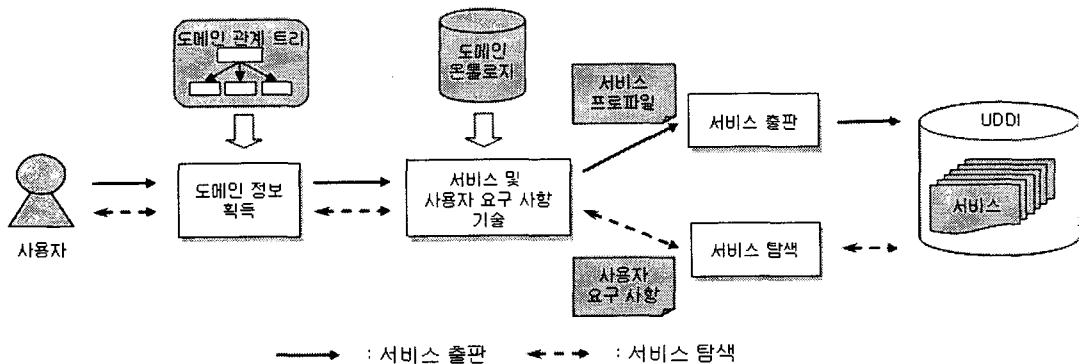 도메인 관계 트리
도메인
온톨로지
서비스
프로파일
서비스 출판
UDDI
서비스
도메인 정보
획득
서비스 및
사용자 요구 사항
기술
사용자
서비스 탐색
사용자
요구 사항
: 서비스 출판
: 서비스 탐색